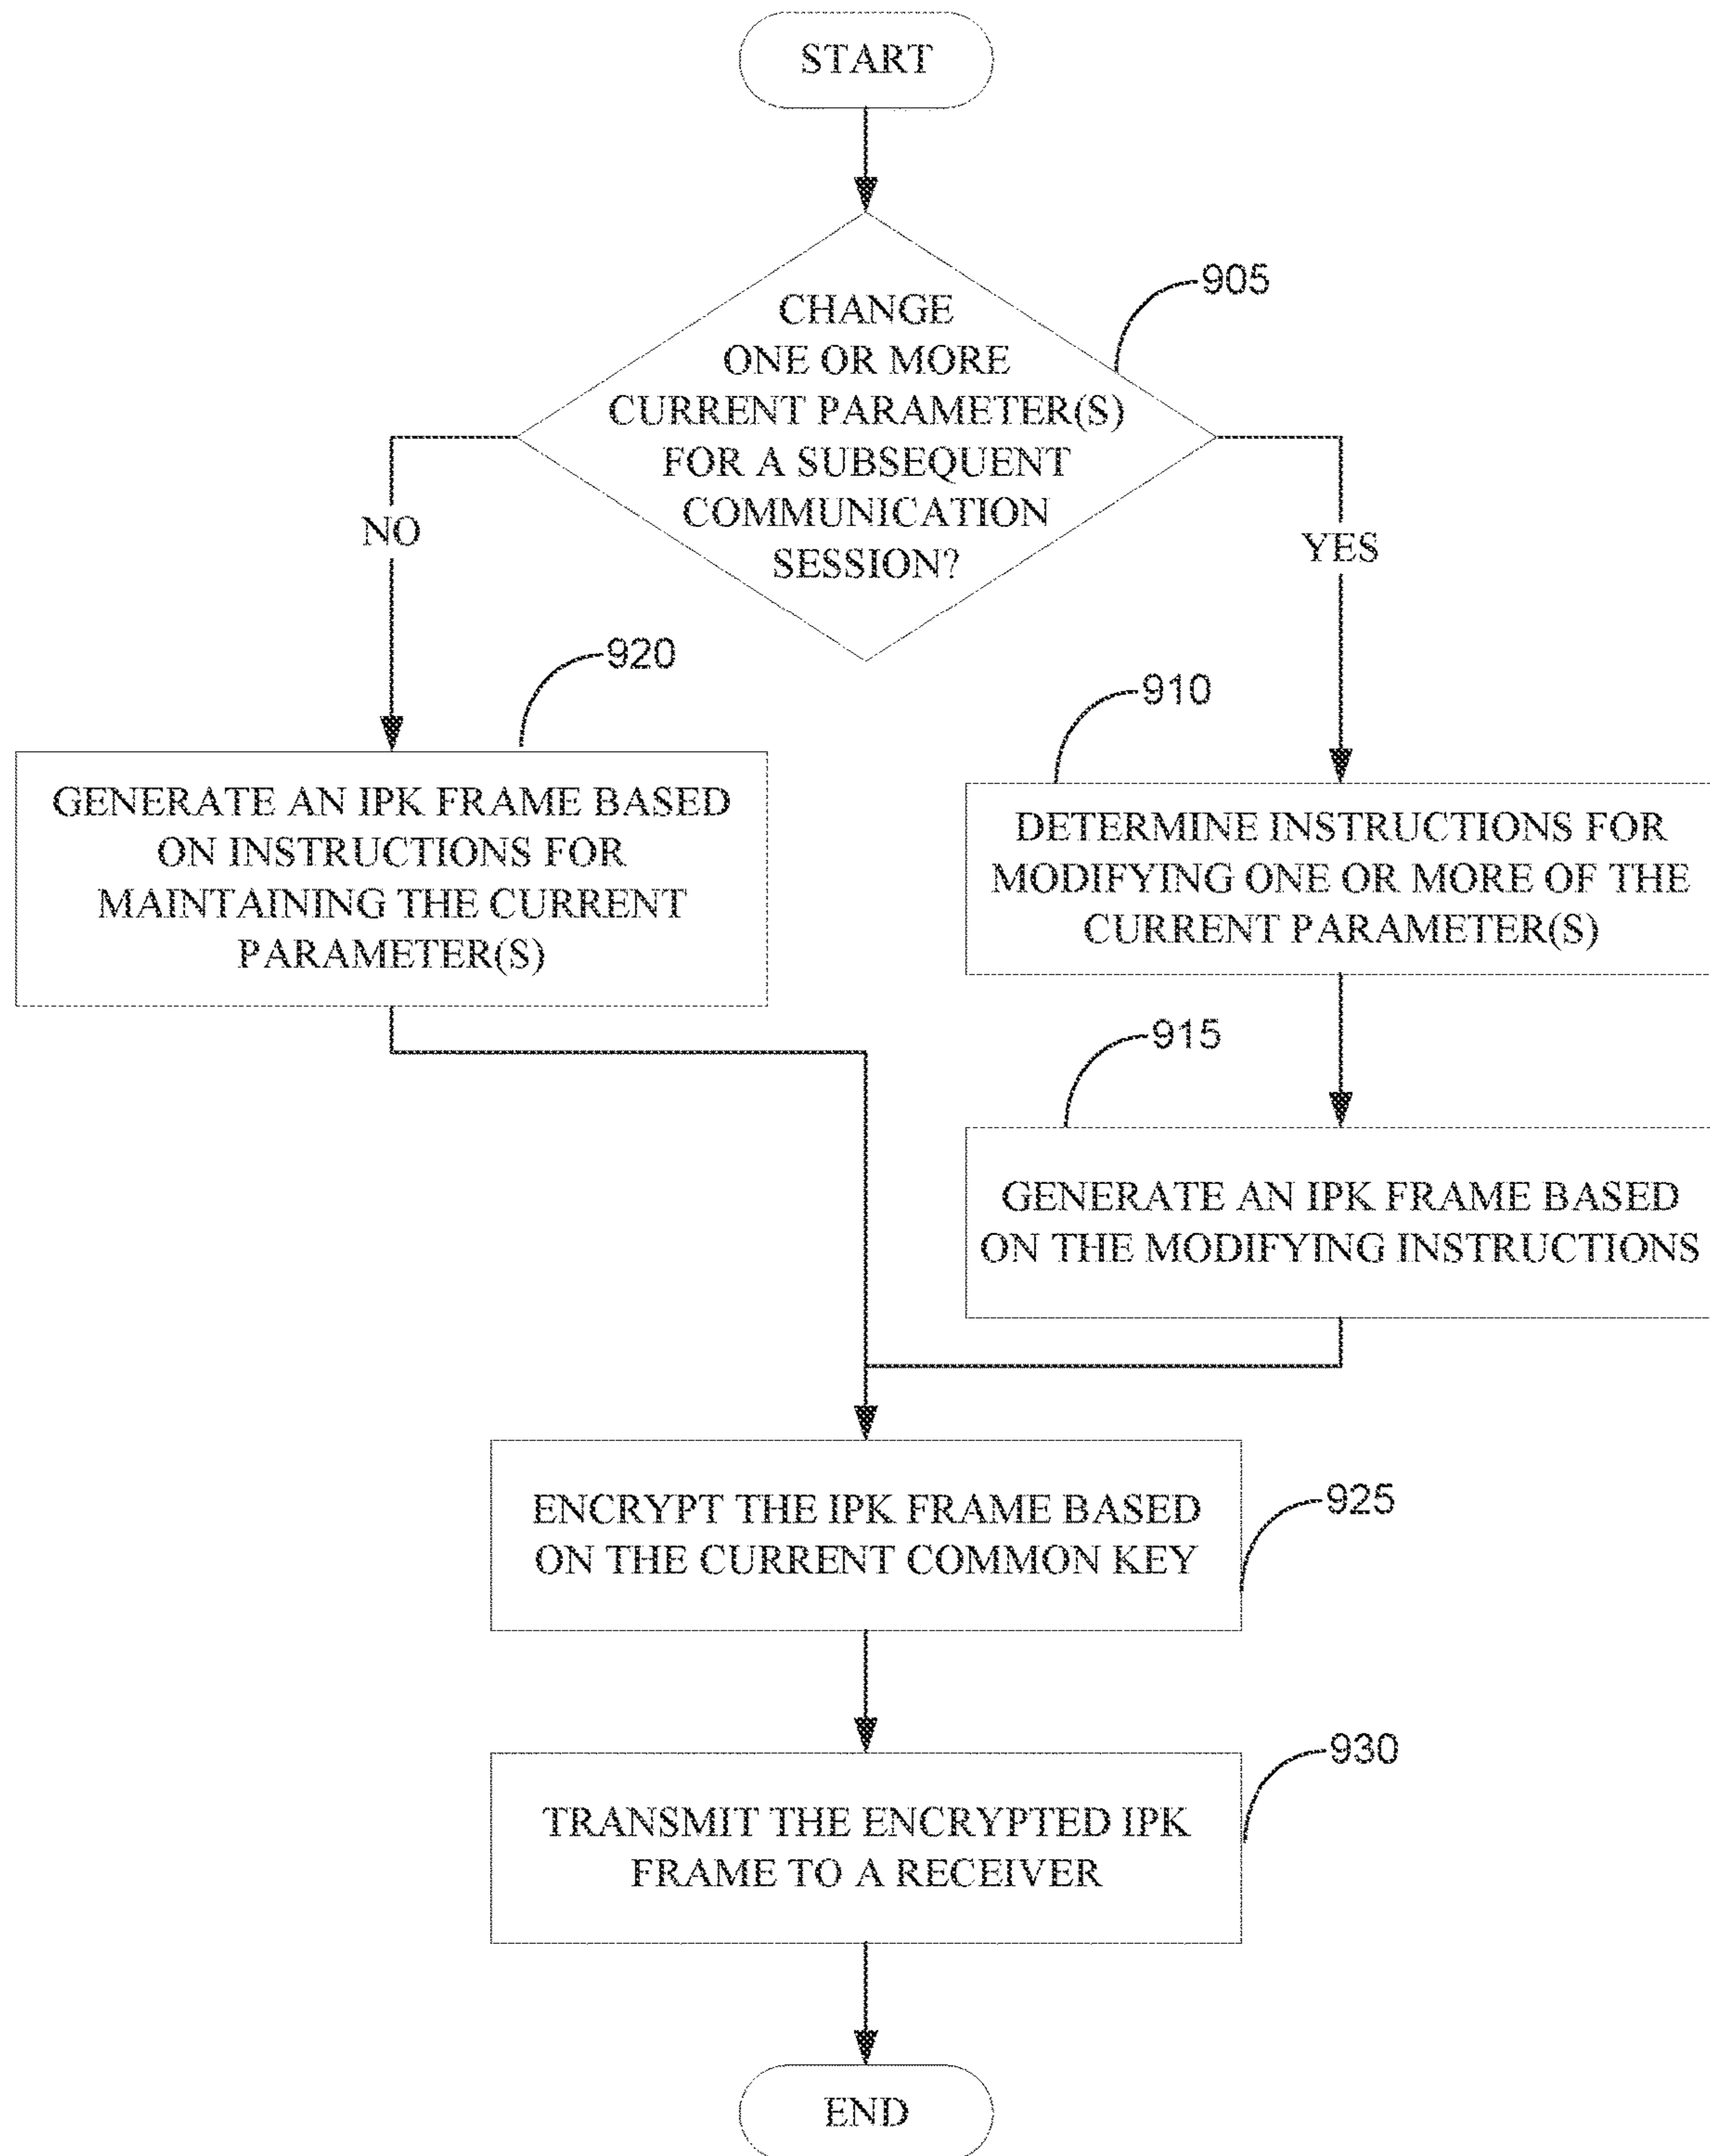 START
905
CHANGE
ONE OR MORE
CURRENT PARAMETER(S)
FOR A SUBSEQUENT
COMMUNICATION
SESSION?
NO
YES
920
GENERATE AN IPK FRAME BASED
ON INSTRUCTIONS FOR
MAINTAINING THE CURRENT
PARAMETER(S)
910
DETERMINE INSTRUCTIONS FOR
MODIFYING ONE OR MORE OF THE
CURRENT PARAMETER(S)
915
GENERATE AN IPK FRAME BASED
ON THE MODIFYING INSTRUCTIONS
ENCRYPT THE IPK FRAME BASED
ON THE CURRENT COMMON KEY
925
TRANSMIT THE ENCRYPTED IPK
FRAME TO A RECEIVER
930
END